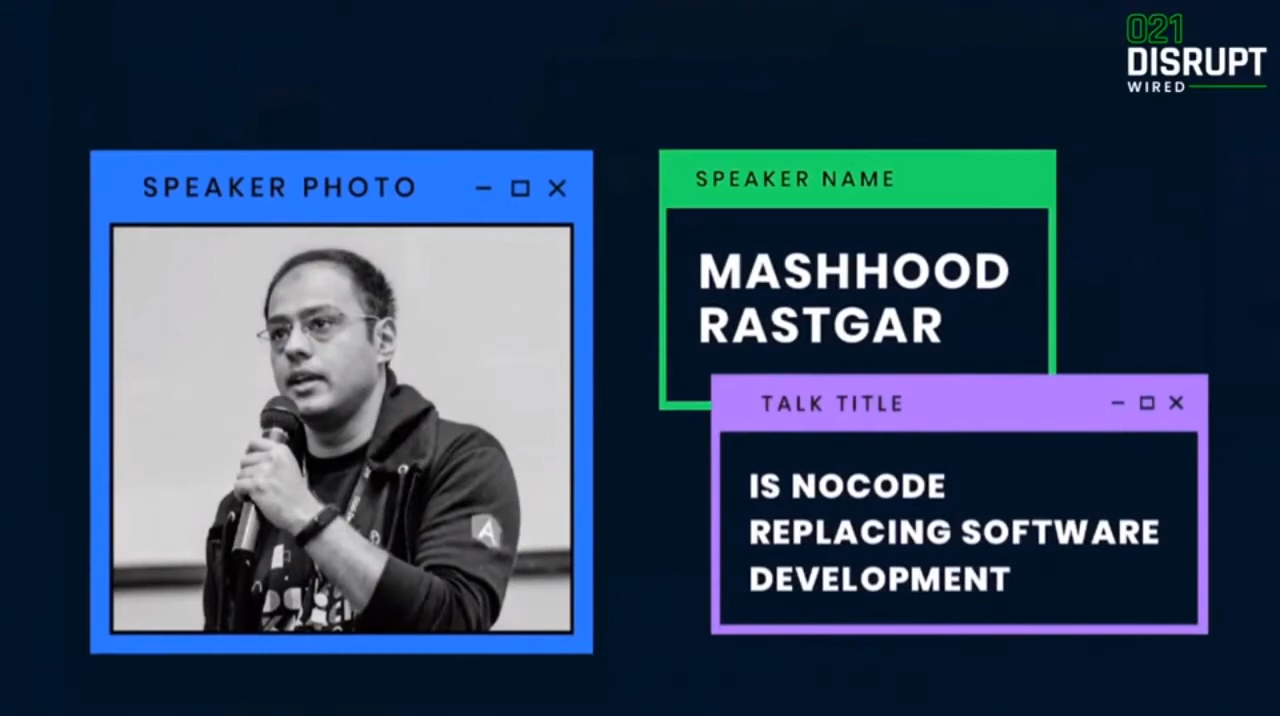 021
DISRUPT
WIRED
SPEAKER PHOTO
SPEAKER NAME
MASHHOOD
RASTGAR
TALK TITLE
IS NOCODE
REPLACING SOFTWARE
DEVELOPMENT
A